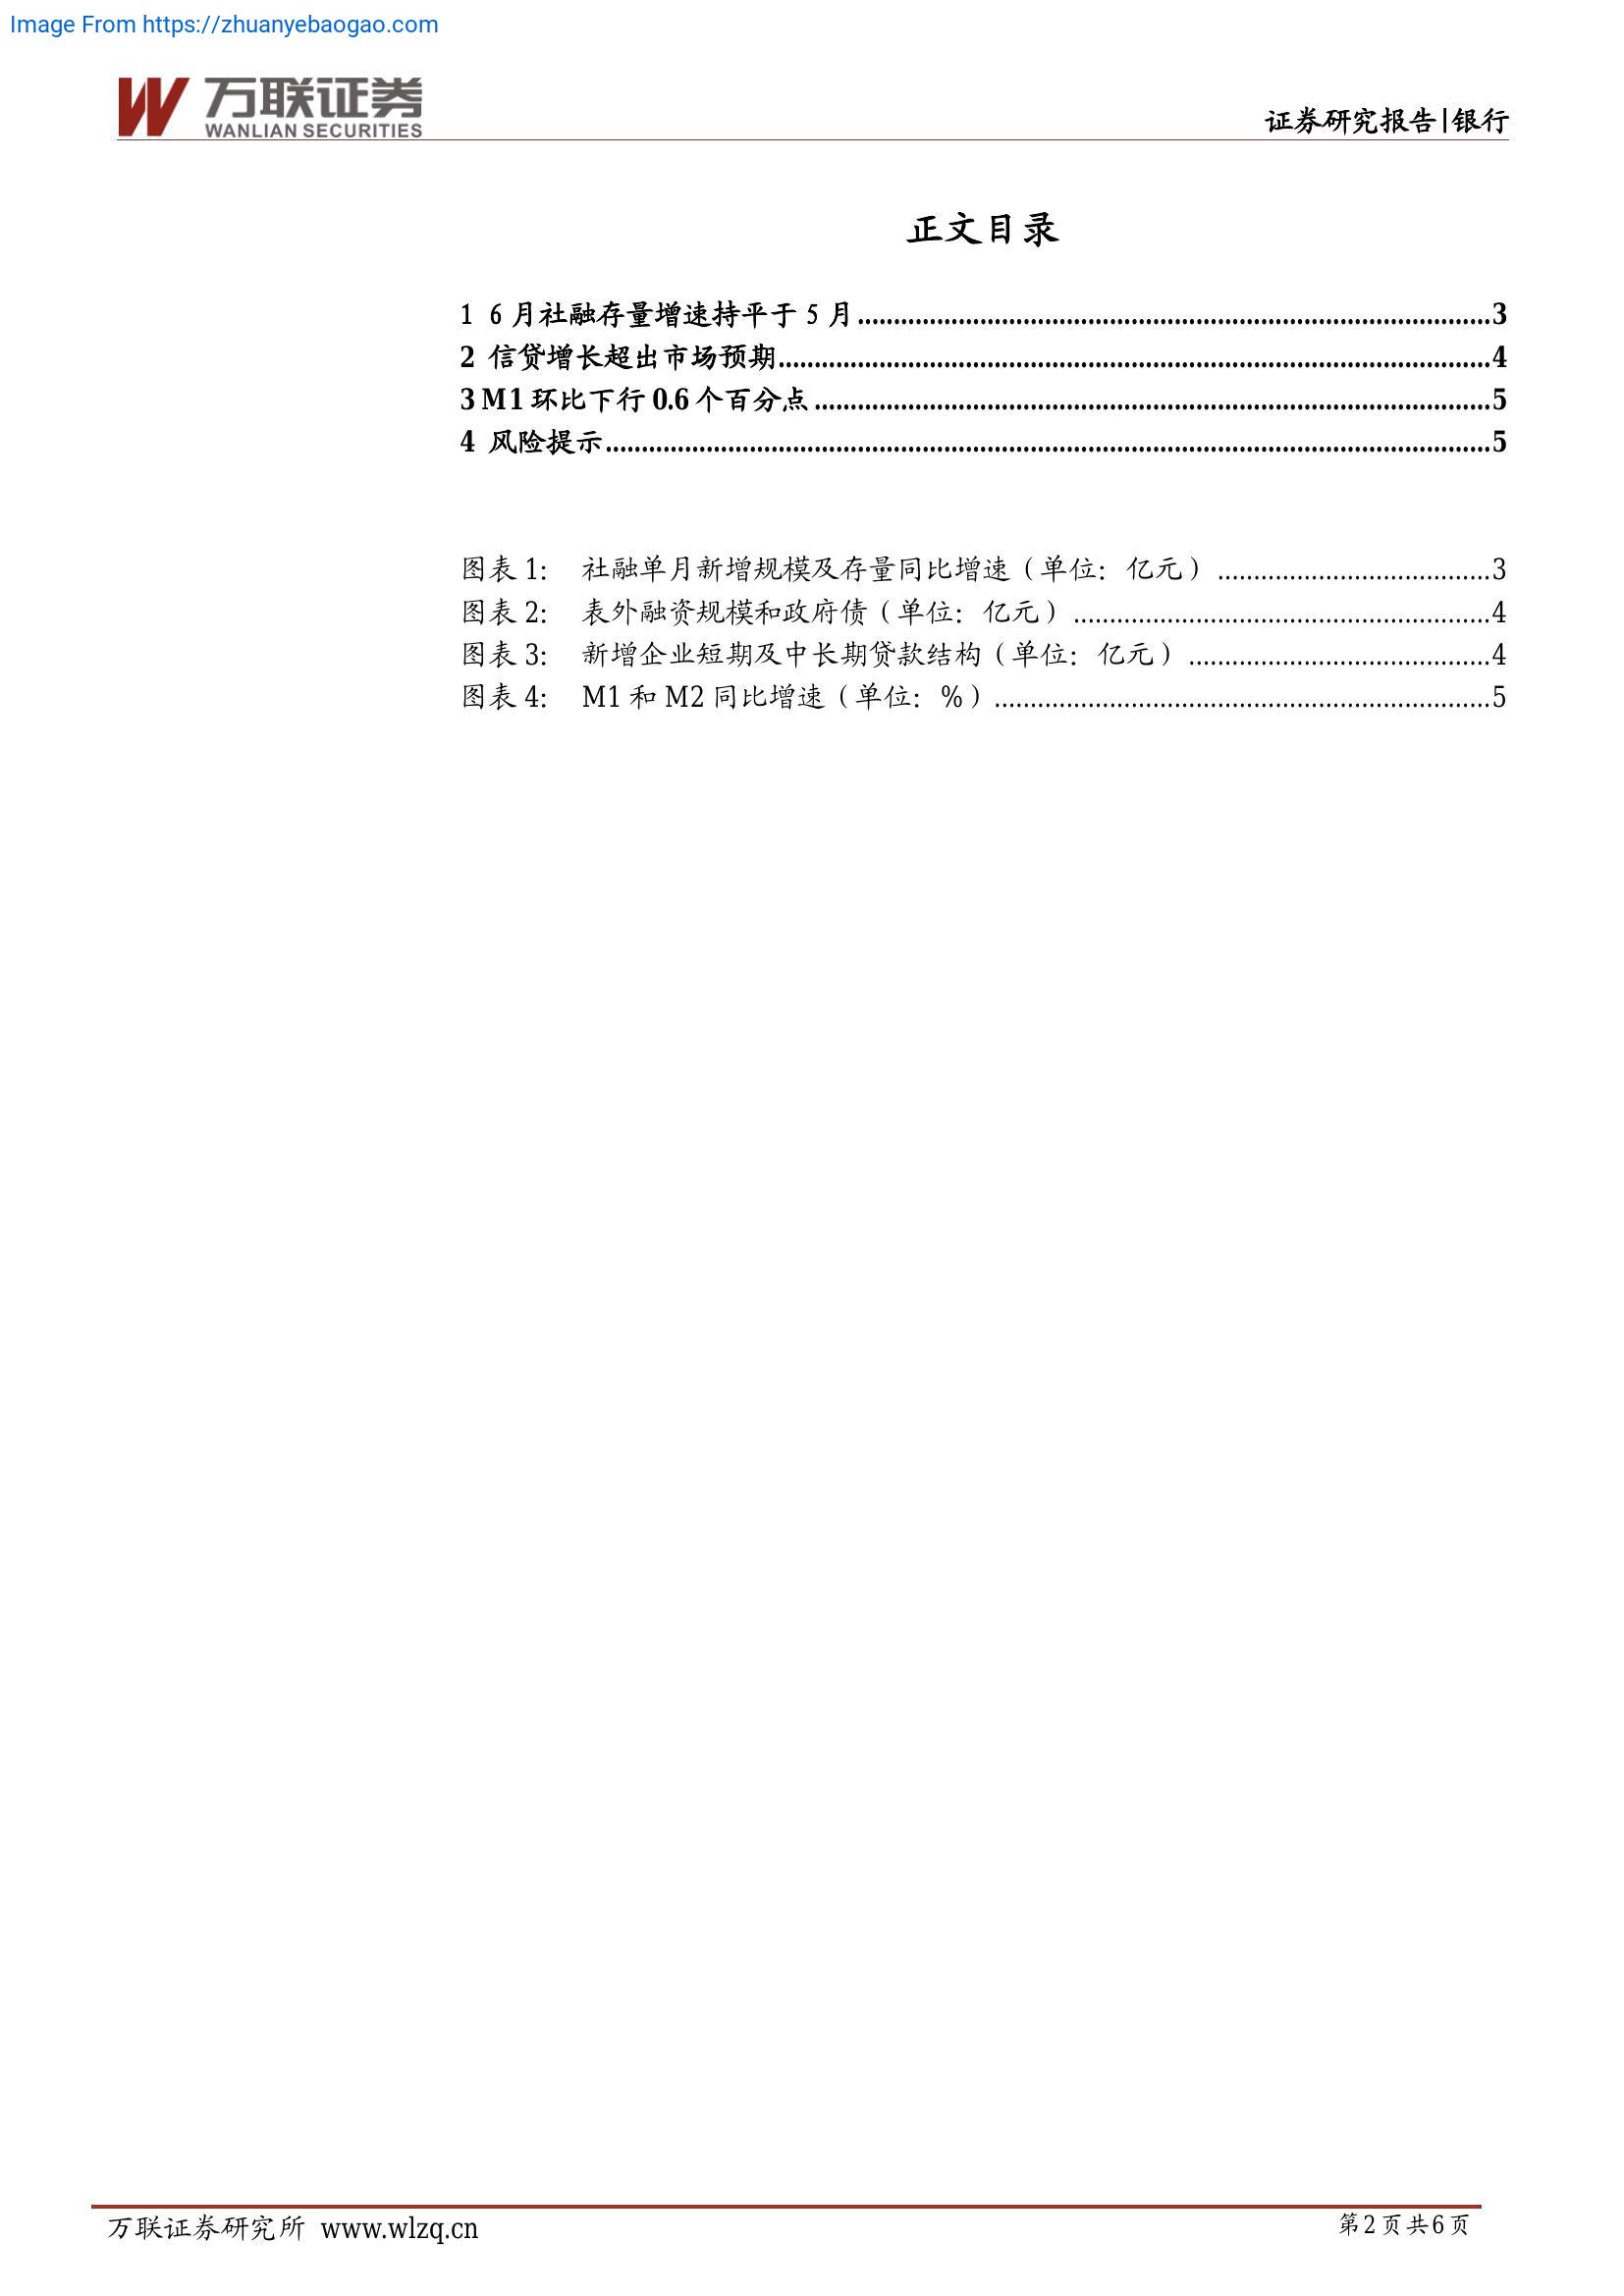 Image From https://zhuanyebaogao.com
万联证券
WANLIAN SECURITIES
证券研究报告|银行
正文目录
1 6 月社融存量增速持平于 5 月........................................3
2 信贷增长超出市场预期........................................4
3 M1 环比下行 0.6 个百分点........................................5
4 风险提示........................................5
图表 1: 社融单月新增规模及存量同比增速（单位：亿元）........................................3
图表 2: 表外融资规模和政府债（单位：亿元）........................................4
图表 3: 新增企业短期及中长期贷款结构（单位：亿元）........................................4
图表 4: M1 和 M2 同比增速（单位：%）........................................5
万联证券研究所 www.wlzq.cn
第2页共6页